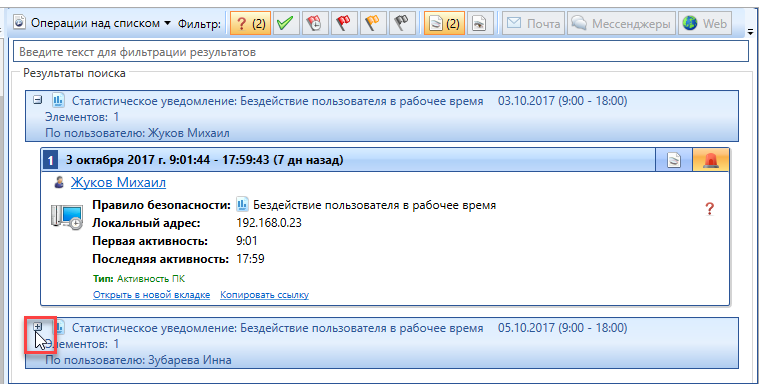 Операции над списком Фильтр: ? (2) (2) Почта Мессенджеры Web
Введите текст для фильтрации результатов
Результаты поиска
Статистическое уведомление: Бездействие пользователя в рабочее время 03.10.2017 (9:00 - 18:00)
Элементов: 1
По пользователю: Жуков Михаил
1 3 октября 2017 г. 9:01:44 - 17:59:43 (7 дн назад)
Жуков Михаил
Правило безопасности: Бездействие пользователя в рабочее время
?
Локальный адрес: 192.168.0.23
Первая активность: 9:01
Последняя активность: 17:59
Тип: Активность ПК
Открыть в новой вкладке Копировать ссылку
Статистическое уведомление: Бездействие пользователя в рабочее время 05.10.2017 (9:00 - 18:00)
Элементов: 1
По пользователю: Зубарева Инна